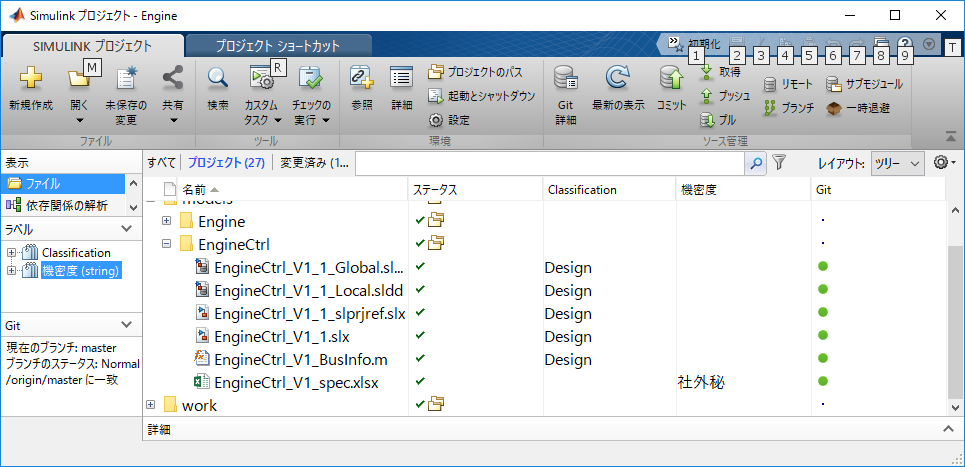 Simulink プロジェクト - Engine
SIMULINK プロジェクト プロジェクト ショートカット 初期化
M R 1 2 3 4 5 6 7 8 9 T
新規作成 開く 未保存の変更 共有
ファイル
検索 カスタム タスク チェックの実行
ツール
参照 詳細 プロジェクトのパス
起動とシャットダウン
設定
環境
Git 詳細 最新の表示 コミット
取得 リモート サブモジュール
プッシュ ブランチ 一時退避
プル
ソース管理
表示
ファイル
依存関係の解析
ラベル
Classification
機密度 (string)
Git
現在のブランチ: master
ブランチのステータス: Normal
/origin/master に一致
すべて プロジェクト (27) 変更済み (1... レイアウト: ツリー
名前 ステータス Classification 機密度 Git
models
Engine
EngineCtrl
EngineCtrl_V1_1_Global.sl... Design
EngineCtrl_V1_1_Local.sldd Design
EngineCtrl_V1_1_slprjref.slx Design
EngineCtrl_V1_1.slx Design
EngineCtrl_V1_BusInfo.m Design
EngineCtrl_V1_spec.xlsx 社外秘
work
詳細